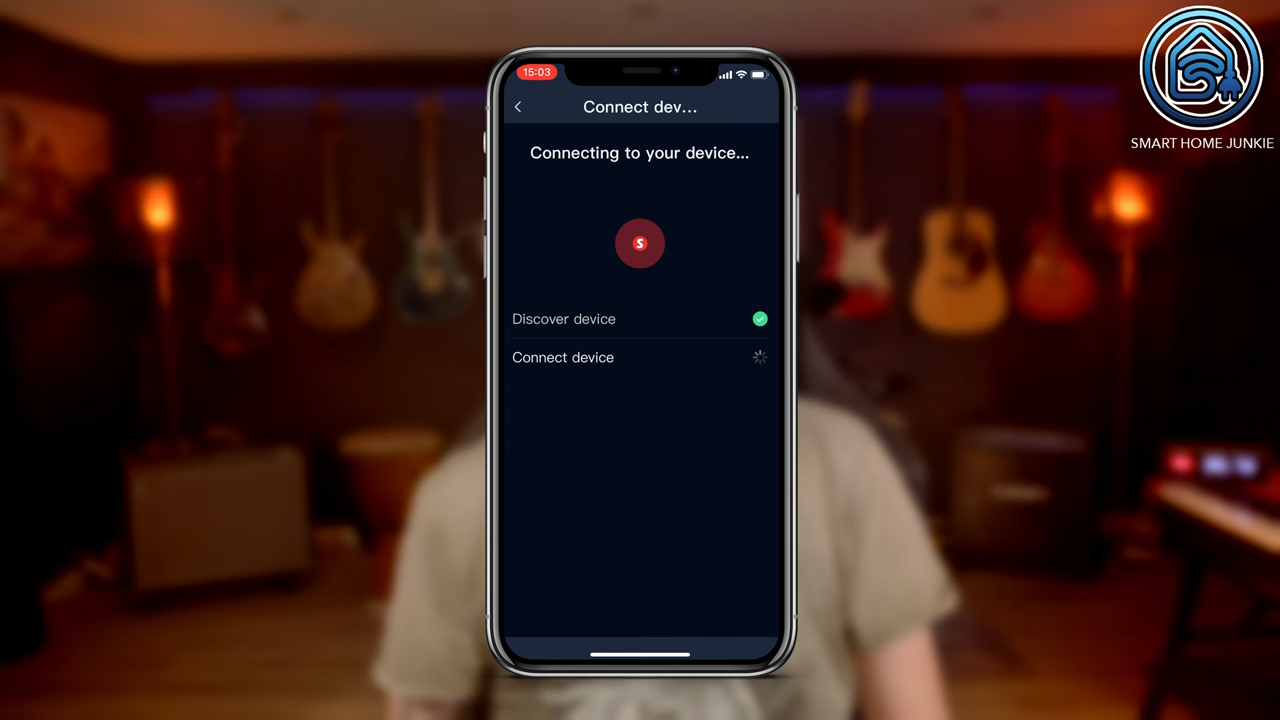 15:03
Connect dev...
Connecting to your device...
S
Discover device
Connect device
SMART HOME JUNKIE